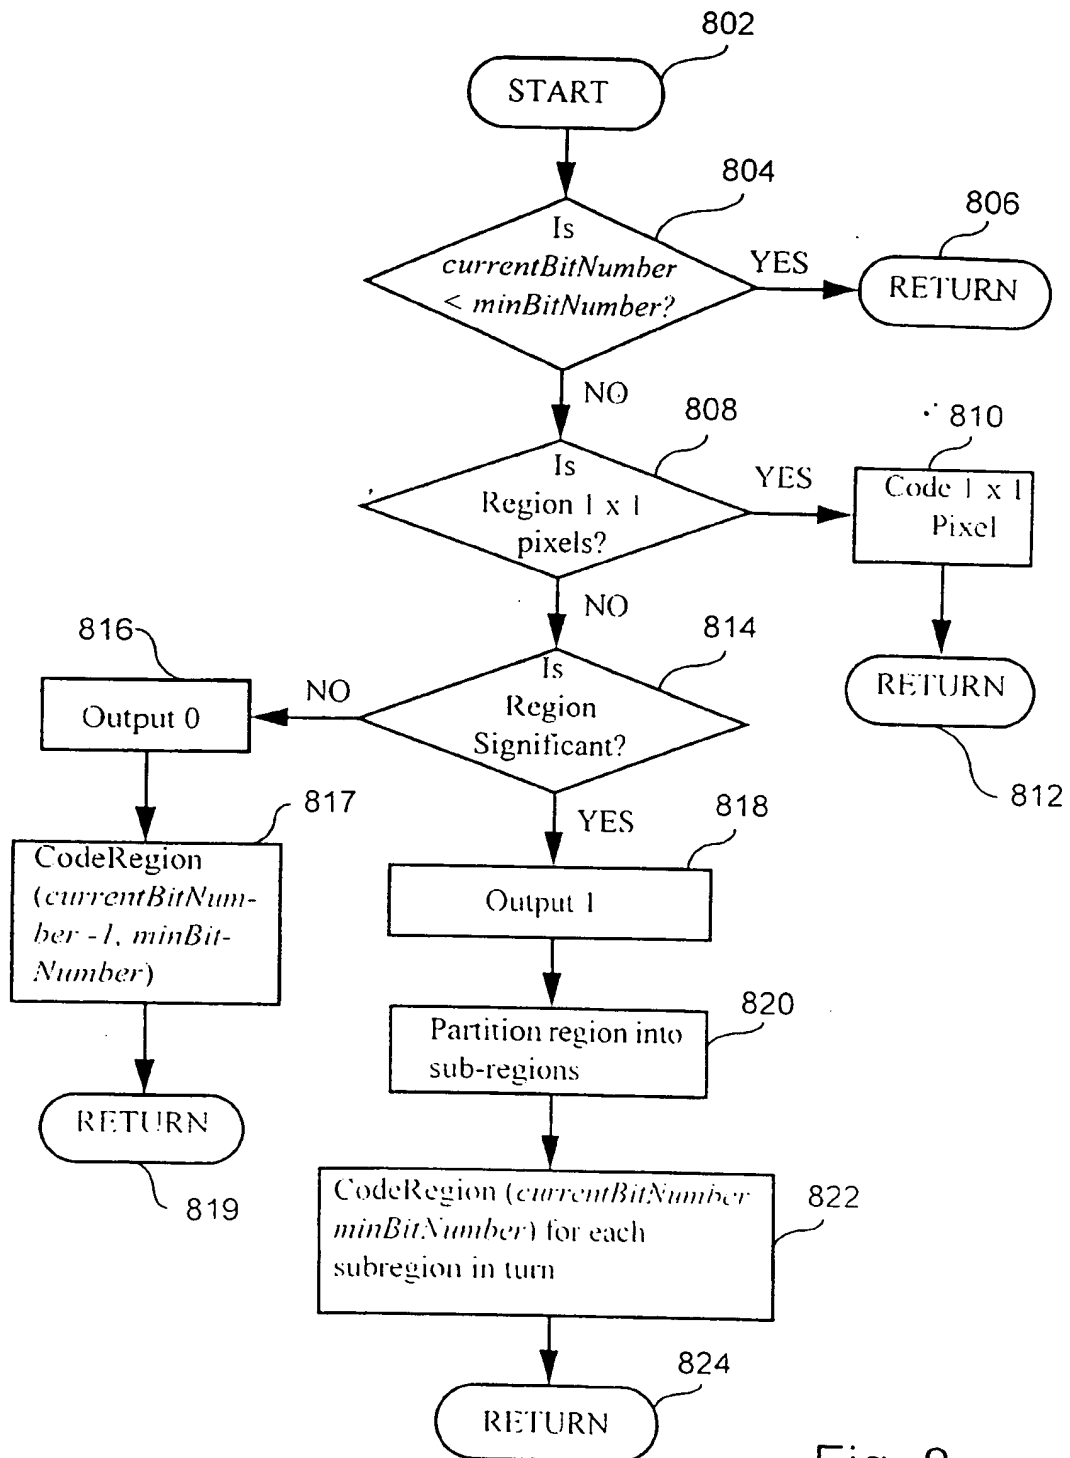 802
START
804
Is
currentBitNumber
< minBitNumber?
YES
806
RETURN
NO
808
Is
Region 1 x 1
pixels?
YES
810
Code 1 x 1
Pixel
NO
812
RETURN
814
Is
Region
Significant?
NO
816
Output 0
817
CodeRegion
(currentBitNum-
ber -1, minBit-
Number)
RETURN
819
YES
818
Output 1
820
Partition region into
sub-regions
822
CodeRegion (currentBitNumber
minBitNumber) for each
subregion in turn
824
RETURN